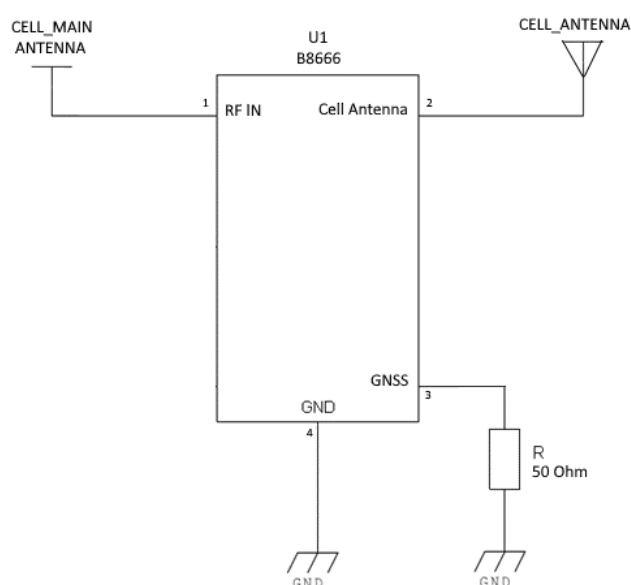 CELL_MAIN
ANTENNA
U1
B8666
CELL_ANTENNA
1
RF IN
Cell Antenna
2
GNSS
3
GND
4
R
50 Ohm
GND
GND